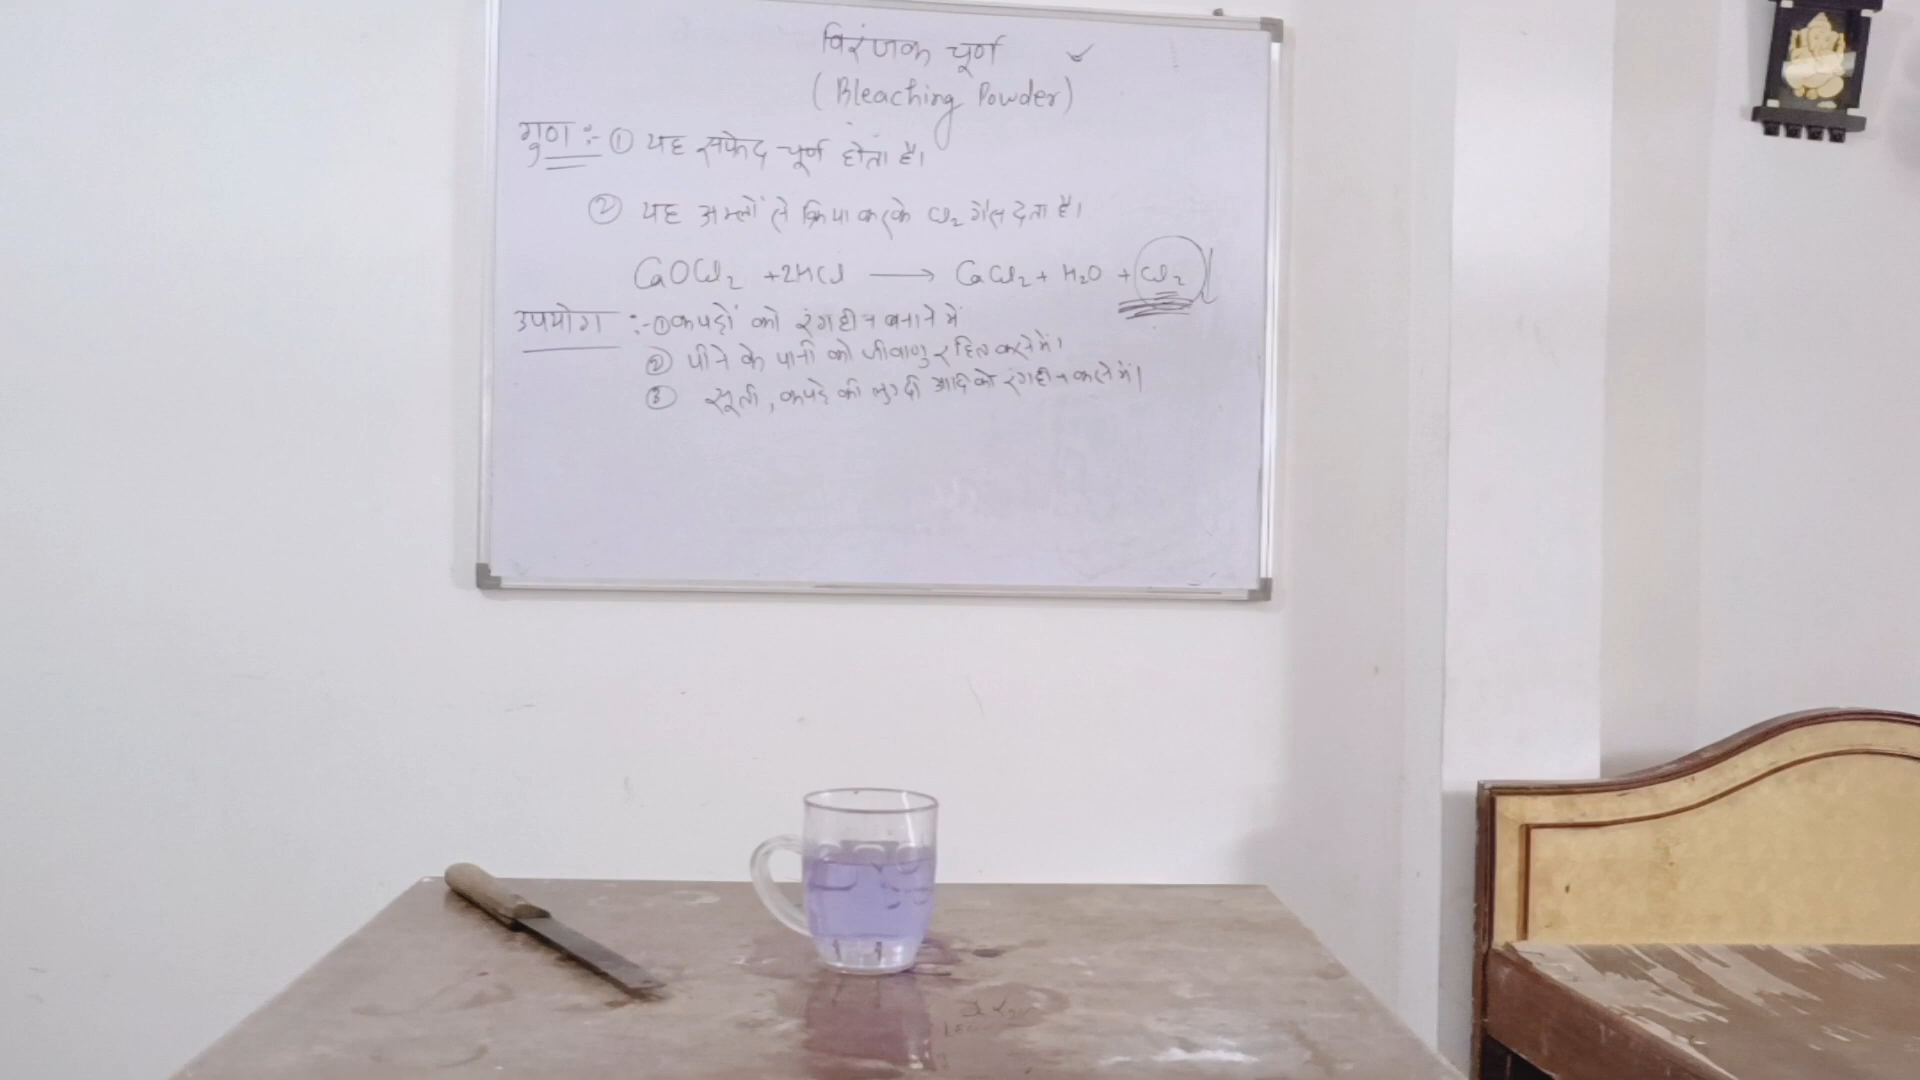 विरंजक चूर्ण ✓
(Bleaching Powder)
गुण :- ① यह सफेद चूर्ण होता है।
② यह अम्लों से क्रिया करके Cl₂ गैस देता है।
CaOCl₂ + 2HCl ⟶ CaCl₂ + H₂O + Cl₂
उपयोग :- ① कपड़ों को रंगहीन बनाने में
② पीने के पानी को जीवाणु रहित करने में।
③ सूती, कपड़े की लुगदी आदि को रंगहीन करने में।